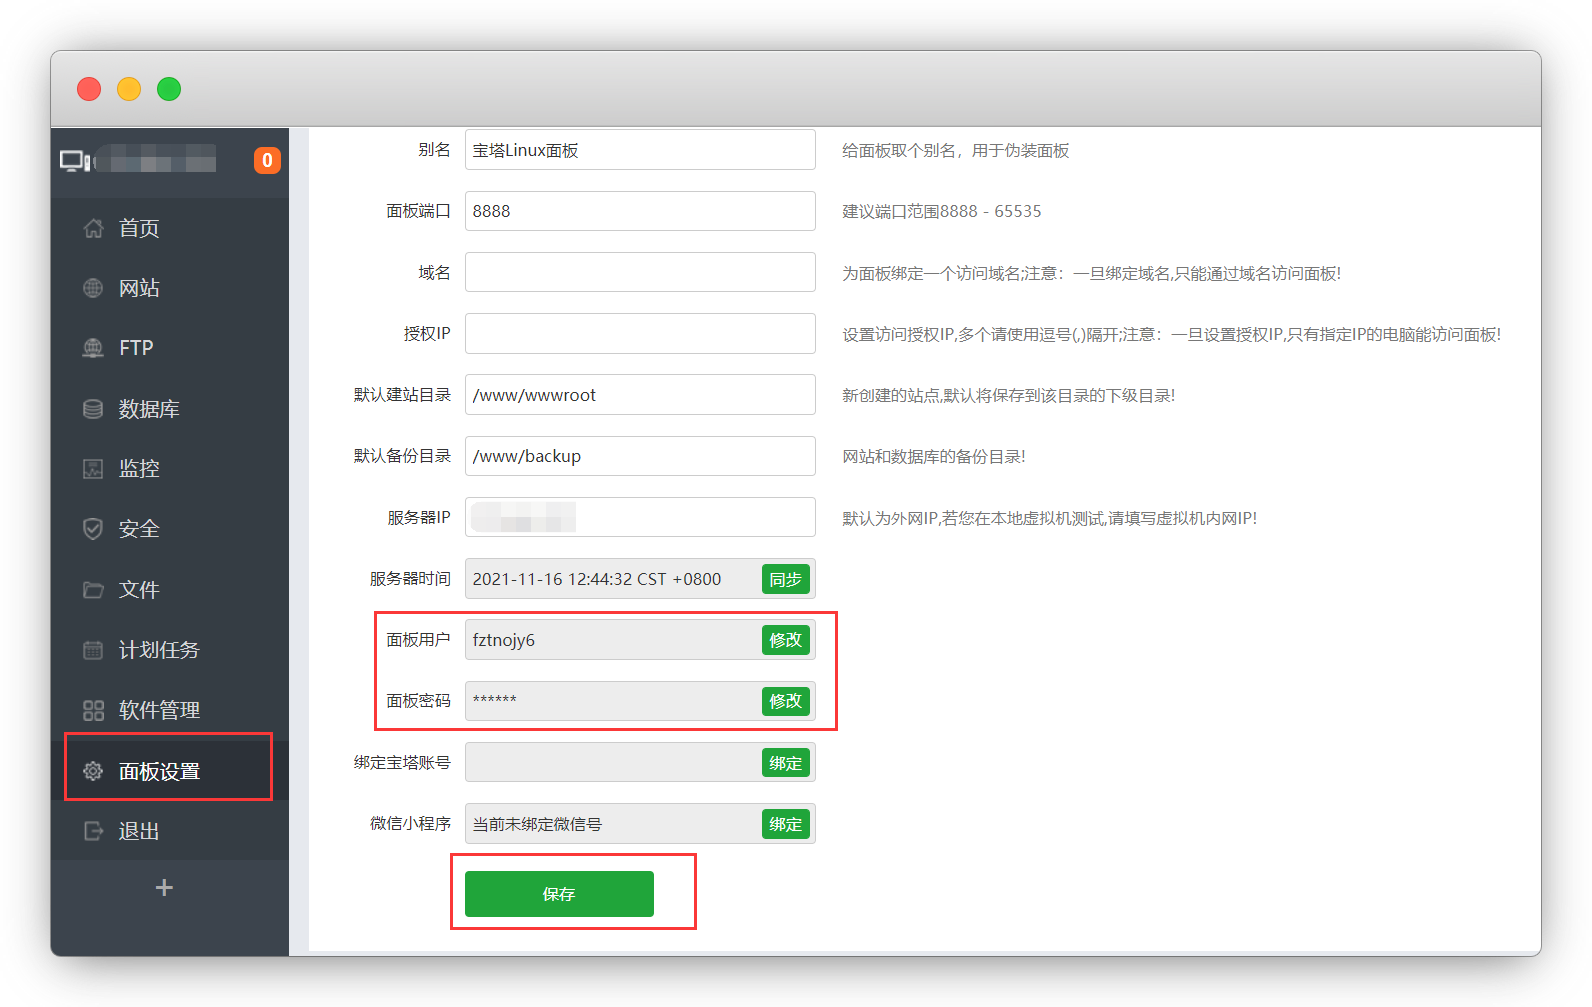 0
首页
网站
FTP
数据库
监控
安全
文件
计划任务
软件管理
面板设置
退出
+
别名 宝塔Linux面板 给面板取个别名，用于伪装面板
面板端口 8888 建议端口范围8888 - 65535
域名 为面板绑定一个访问域名;注意：一旦绑定域名,只能通过域名访问面板!
授权IP 设置访问授权IP,多个请使用逗号(,)隔开;注意：一旦设置授权IP,只有指定IP的电脑能访问面板!
默认建站目录 /www/wwwroot 新创建的站点,默认将保存到该目录的下级目录!
默认备份目录 /www/backup 网站和数据库的备份目录!
服务器IP 默认为外网IP,若您在本地虚拟机测试,请填写虚拟机内网IP!
服务器时间 2021-11-16 12:44:32 CST +0800 同步
面板用户 fztnojy6 修改
面板密码 ****** 修改
绑定宝塔账号 绑定
微信小程序 当前未绑定微信号 绑定
保存